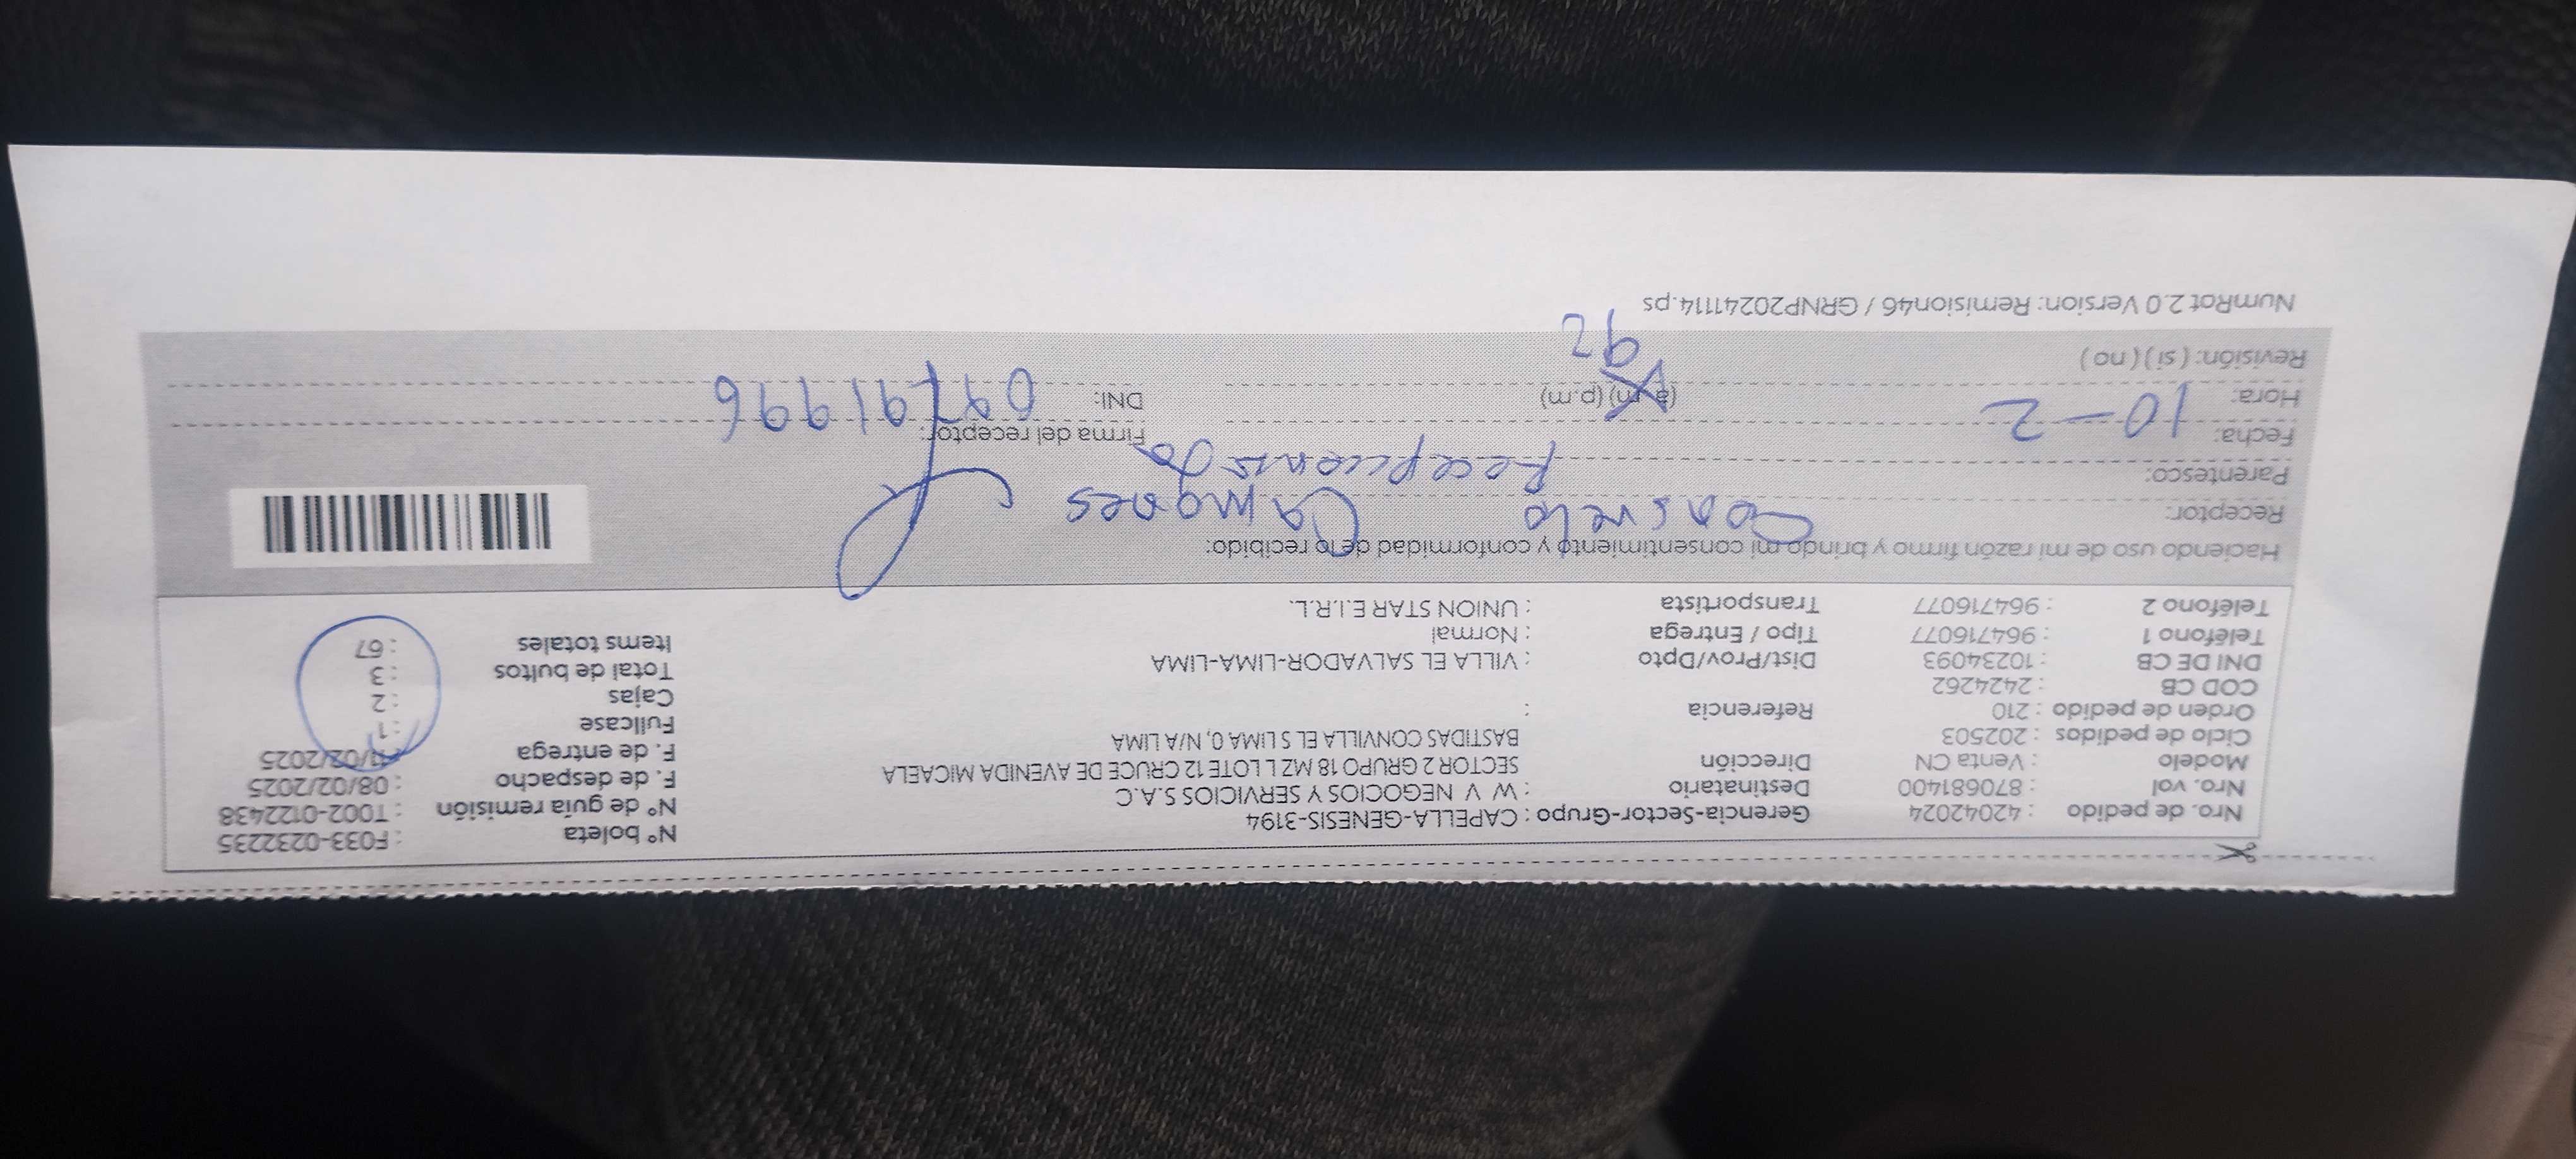 Nro. de pedido : 42042024 Gerencia-Sector-Grupo : CAPELLA-GENESIS-3194 N° boleta : F033-0232235
Nro. vol : 870681400 Destinatario : W V NEGOCIOS Y SERVICIOS S.A.C N° de guía remisión : T002-0122438
Modelo : Venta CN Dirección SECTOR 2 GRUPO 18 MZ L LOTE 12 CRUCE DE AVENIDA MICAELA F. de despacho : 08/02/2025
Ciclo de pedidos : 202503 BASTIDAS CONVILLA EL S LIMA 0, N/A LIMA F. de entrega /02/2025
Orden de pedido : 210 Referencia : Fullcase : 1
COD CB : 2424262 Cajas : 2
DNI DE CB : 10234093 Dist/Prov/Dpto : VILLA EL SALVADOR-LIMA-LIMA Total de bultos : 3
Teléfono 1 : 964716077 Tipo / Entrega : Normal Items totales : 67
Teléfono 2 : 964716077 Transportista : UNION STAR E.I.R.L.
Haciendo uso de mi razón firmo y brindo mi consentimiento y conformidad de lo recibido:
Receptor: Consuelo Camones
Parentesco: Recepcionista
Fecha: 10-2 Firma del receptor:
Hora: (a.m) (p.m) DNI: 09791996
Revisión: (si) (no)
NumRot 2.0 Version: Remision46 / GRNP20241114.ps